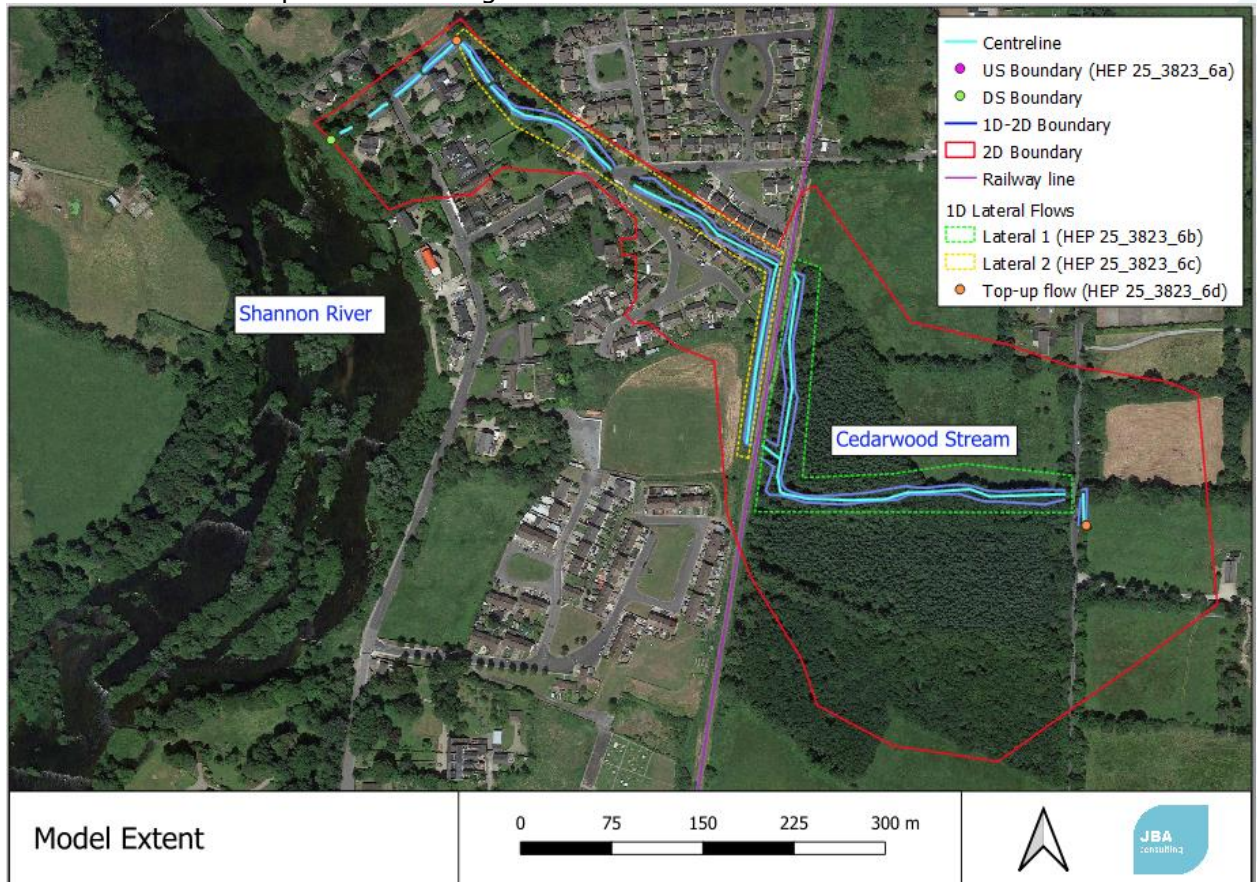 Centreline
US Boundary (HEP 25_3823_6a)
DS Boundary
1D-2D Boundary
2D Boundary
Railway line
1D Lateral Flows
Lateral 1 (HEP 25_3823_6b)
Lateral 2 (HEP 25_3823_6c)
Top-up flow (HEP 25_3823_6d)
Shannon River
Cedarwood Stream
Model Extent
0 75 150 225 300 m
JBA
consulting